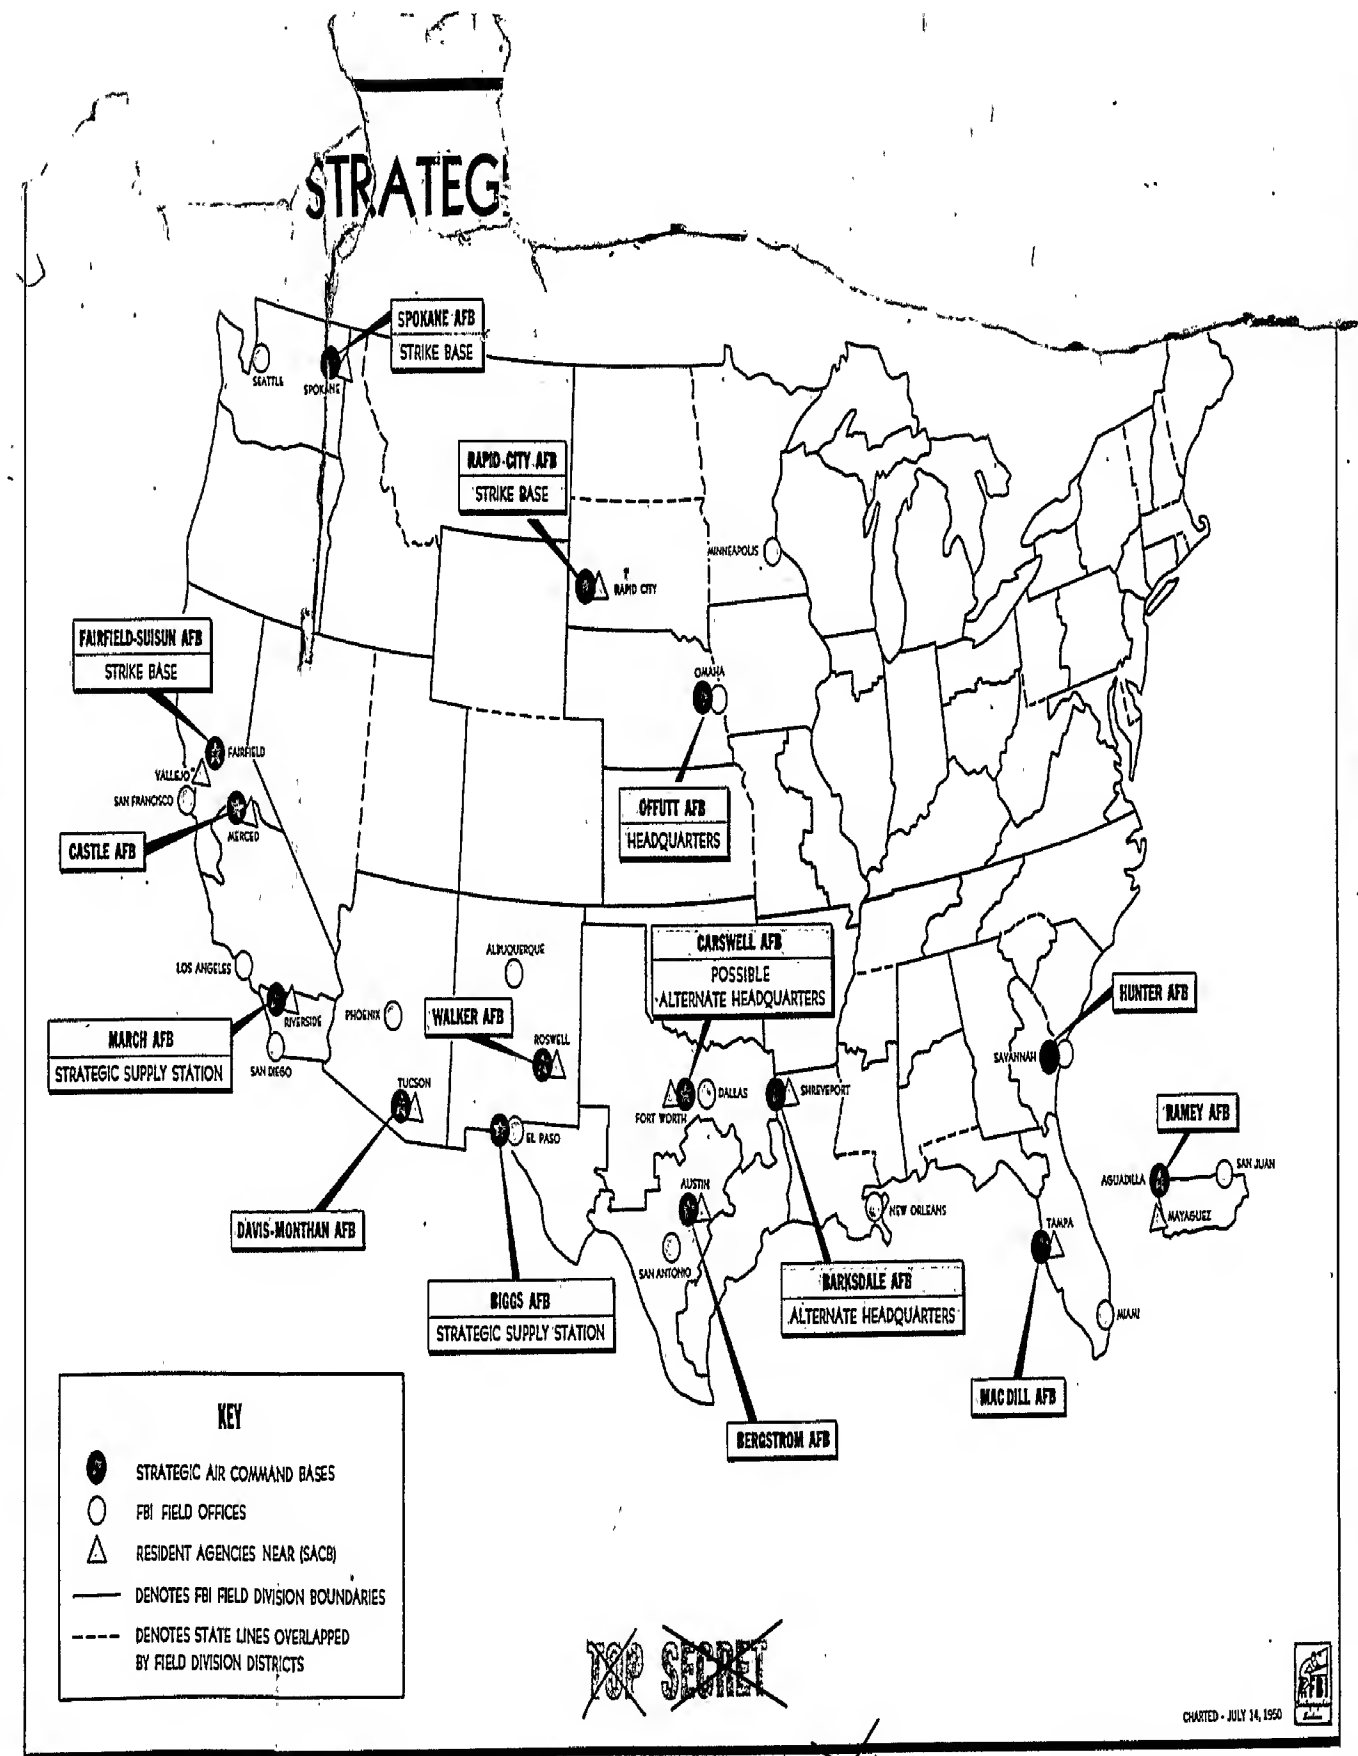 STRATEG
SPOKANE AFB
STRIKE BASE
SEATTLE
SPOKANE
RAPID-CITY AFB
STRIKE BASE
MINNEAPOLIS
RAPID CITY
FAIRFIELD-SUISUN AFB
STRIKE BASE
OMAHA
FAIRFIELD
VALLEJO
SAN FRANCISCO
MERCED
CASTLE AFB
OFFUTT AFB
HEADQUARTERS
CARSWELL AFB
POSSIBLE
ALTERNATE HEADQUARTERS
ALBUQUERQUE
LOS ANGELES
HUNTER AFB
RIVERSIDE
PHOENIX
WALKER AFB
MARCH AFB
STRATEGIC SUPPLY STATION
ROSWELL
SAVANNAH
SAN DIEGO
TUCSON
DALLAS
SHREVEPORT
FORT WORTH
RAMEY AFB
EL PASO
SAN JUAN
AGUADILLA
AUSTIN
NEW ORLEANS
MAYAGUEZ
DAVIS-MONTHAN AFB
TAMPA
SAN ANTONIO
BARKSDALE AFB
ALTERNATE HEADQUARTERS
BIGGS AFB
STRATEGIC SUPPLY STATION
MIAMI
MAC DILL AFB
BERGSTROM AFB
KEY
STRATEGIC AIR COMMAND BASES
FBI FIELD OFFICES
RESIDENT AGENCIES NEAR (SACB)
DENOTES FBI FIELD DIVISION BOUNDARIES
DENOTES STATE LINES OVERLAPPED
BY FIELD DIVISION DISTRICTS
TOP SECRET
CHARTED - JULY 14, 1950
FBI